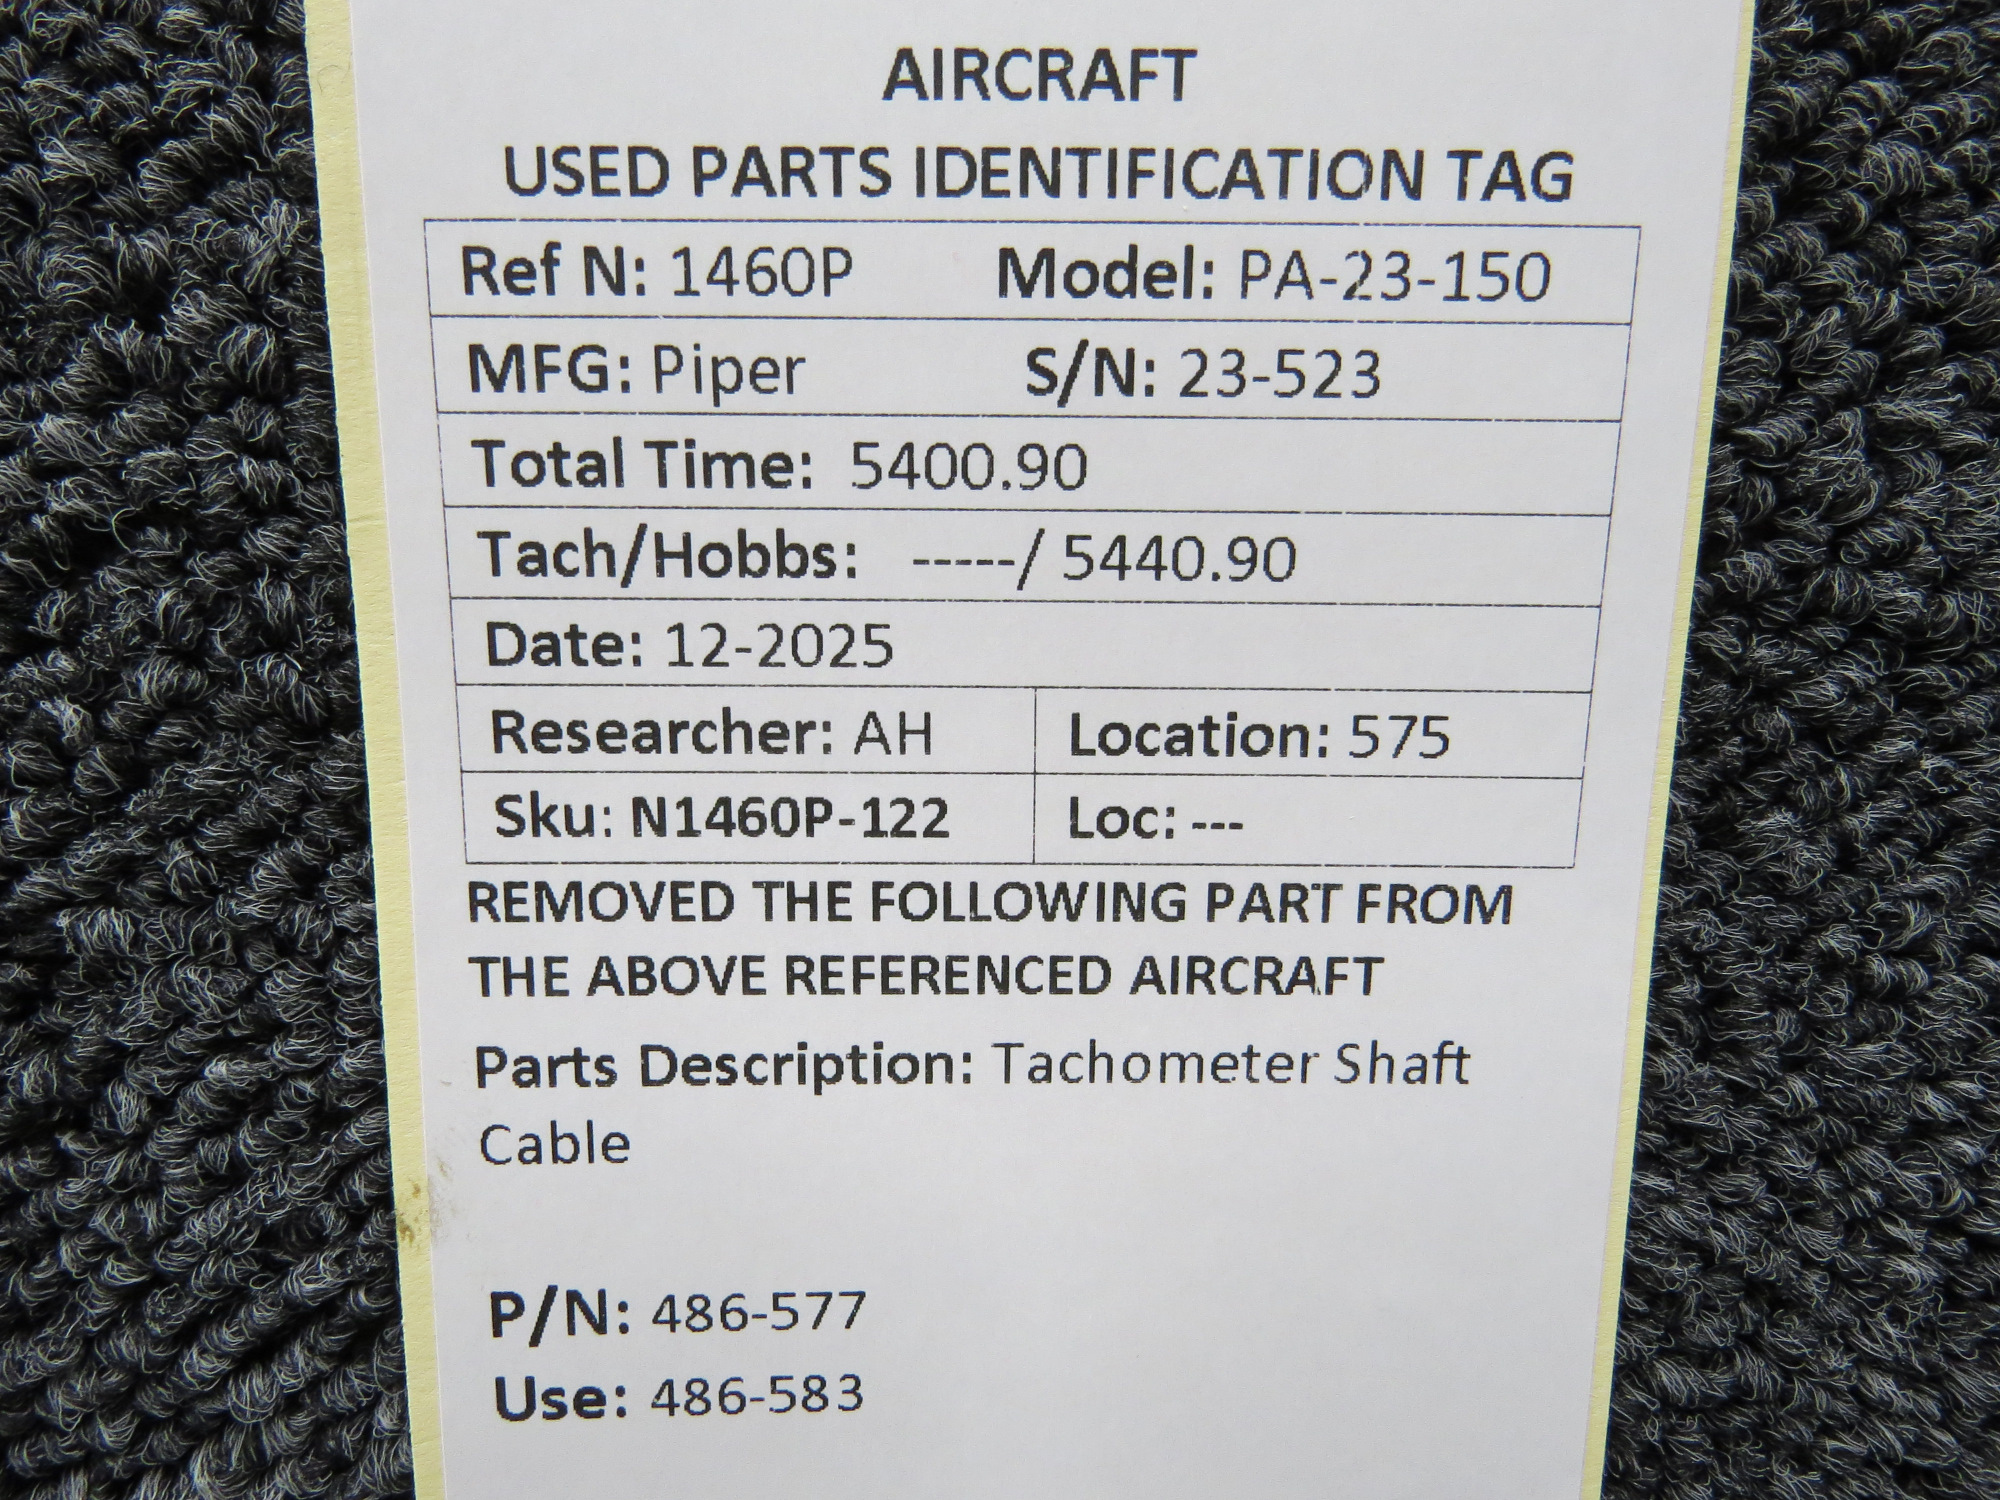 AIRCRAFT
USED PARTS IDENTIFICATION TAG
Ref N: 1460P Model: PA-23-150
MFG: Piper S/N: 23-523
Total Time: 5400.90
Tach/Hobbs: -----/ 5440.90
Date: 12-2025
Researcher: AH Location: 575
Sku: N1460P-122 Loc: ---
REMOVED THE FOLLOWING PART FROM
THE ABOVE REFERENCED AIRCRAFT
Parts Description: Tachometer Shaft
Cable
P/N: 486-577
Use: 486-583